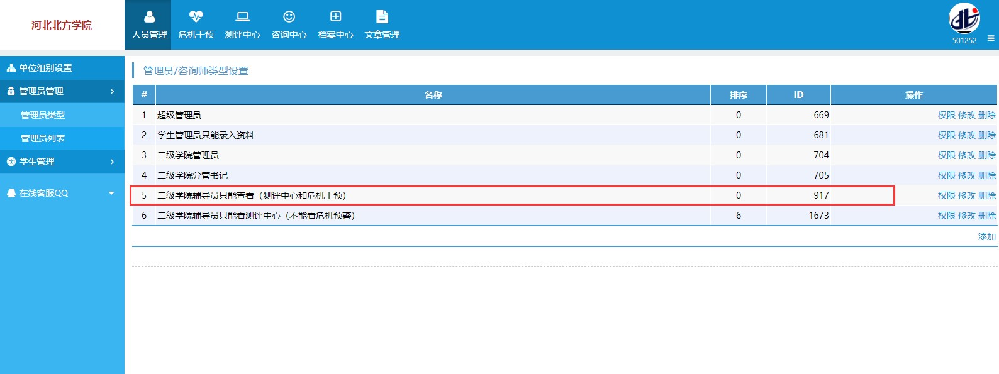 河北北方学院
人员管理 危机干预 测评中心 咨询中心 档案中心 文章管理
501252
单位组别设置
管理员管理
管理员类型
管理员列表
学生管理
在线客服QQ
管理员/咨询师类型设置
# 名称 排序 ID 操作
1 超级管理员 0 669 权限 修改 删除
2 学生管理员只能录入资料 0 681 权限 修改 删除
3 二级学院管理员 0 704 权限 修改 删除
4 二级学院分管书记 0 705 权限 修改 删除
5 二级学院辅导员只能查看（测评中心和危机干预） 0 917 权限 修改 删除
6 二级学院辅导员只能看测评中心（不能看危机预警） 6 1673 权限 修改 删除
添加